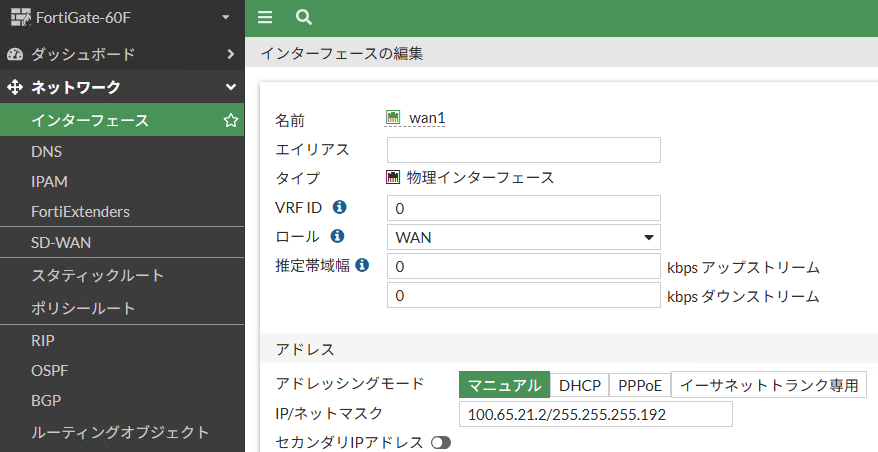 FortiGate-60F
ダッシュボード
ネットワーク
インターフェース
DNS
IPAM
FortiExtenders
SD-WAN
スタティックルート
ポリシールート
RIP
OSPF
BGP
ルーティングオブジェクト
インターフェースの編集
名前 wan1
エイリアス
タイプ 物理インターフェース
VRF ID 0
ロール WAN
推定帯域幅 0 kbps アップストリーム
0 kbps ダウンストリーム
アドレス
アドレッシングモード マニュアル DHCP PPPoE イーサネットトランク専用
IP/ネットマスク 100.65.21.2/255.255.255.192
セカンダリIPアドレス